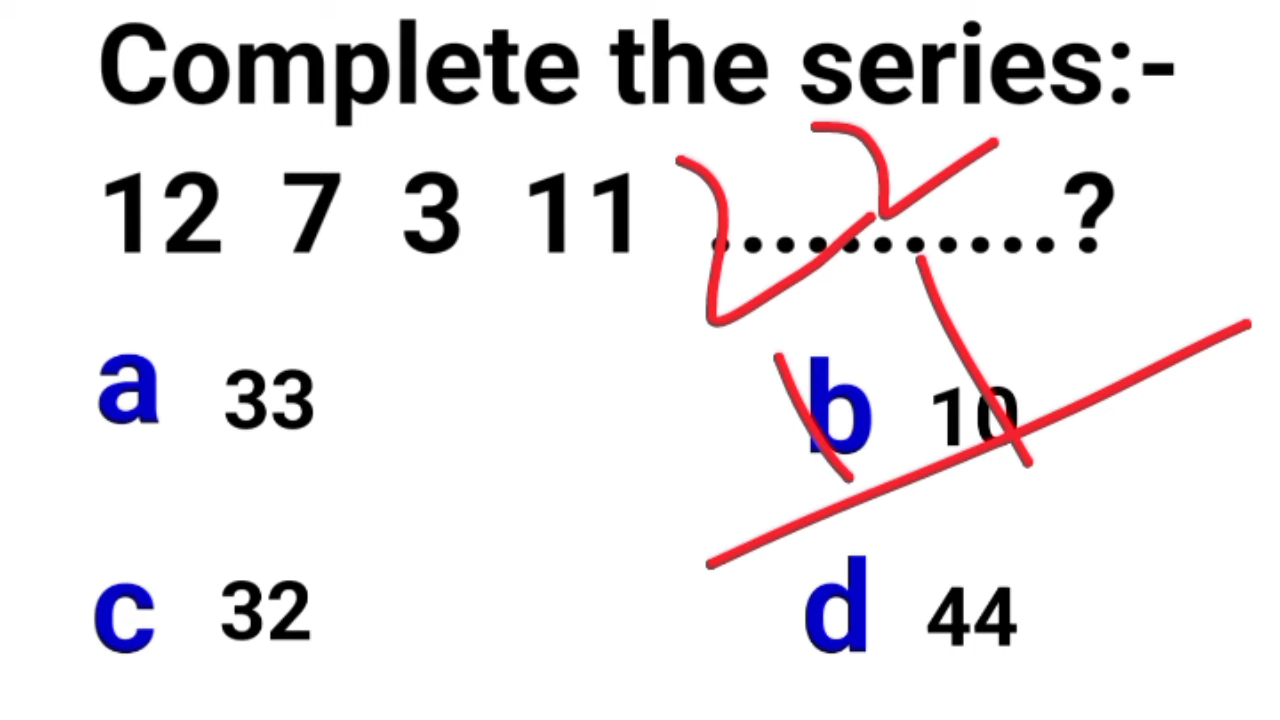 Complete the series:-
12 7 3 11 ...........?
a 33 b 10
c 32 d 44